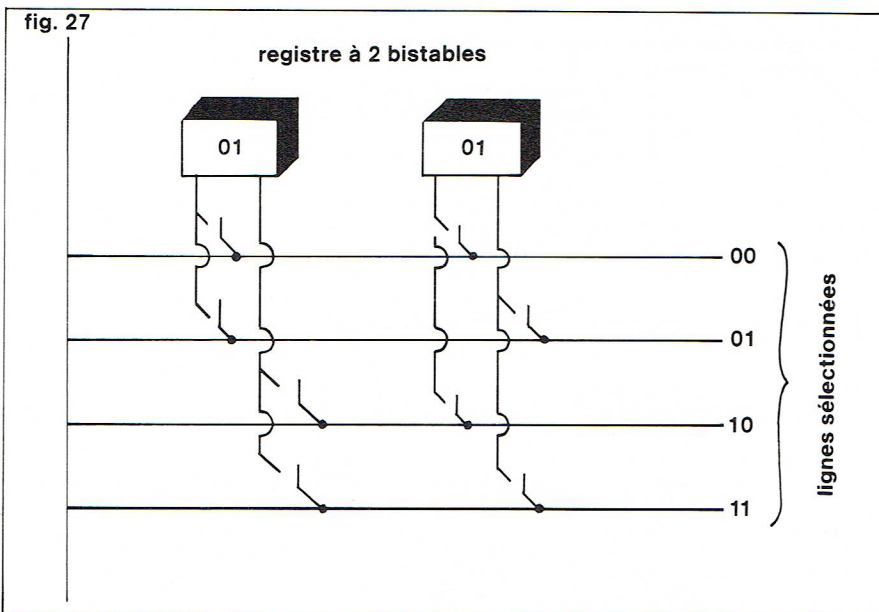 fig. 27
registre à 2 bistables
01
01
00
01
10
11
lignes sélectionnées